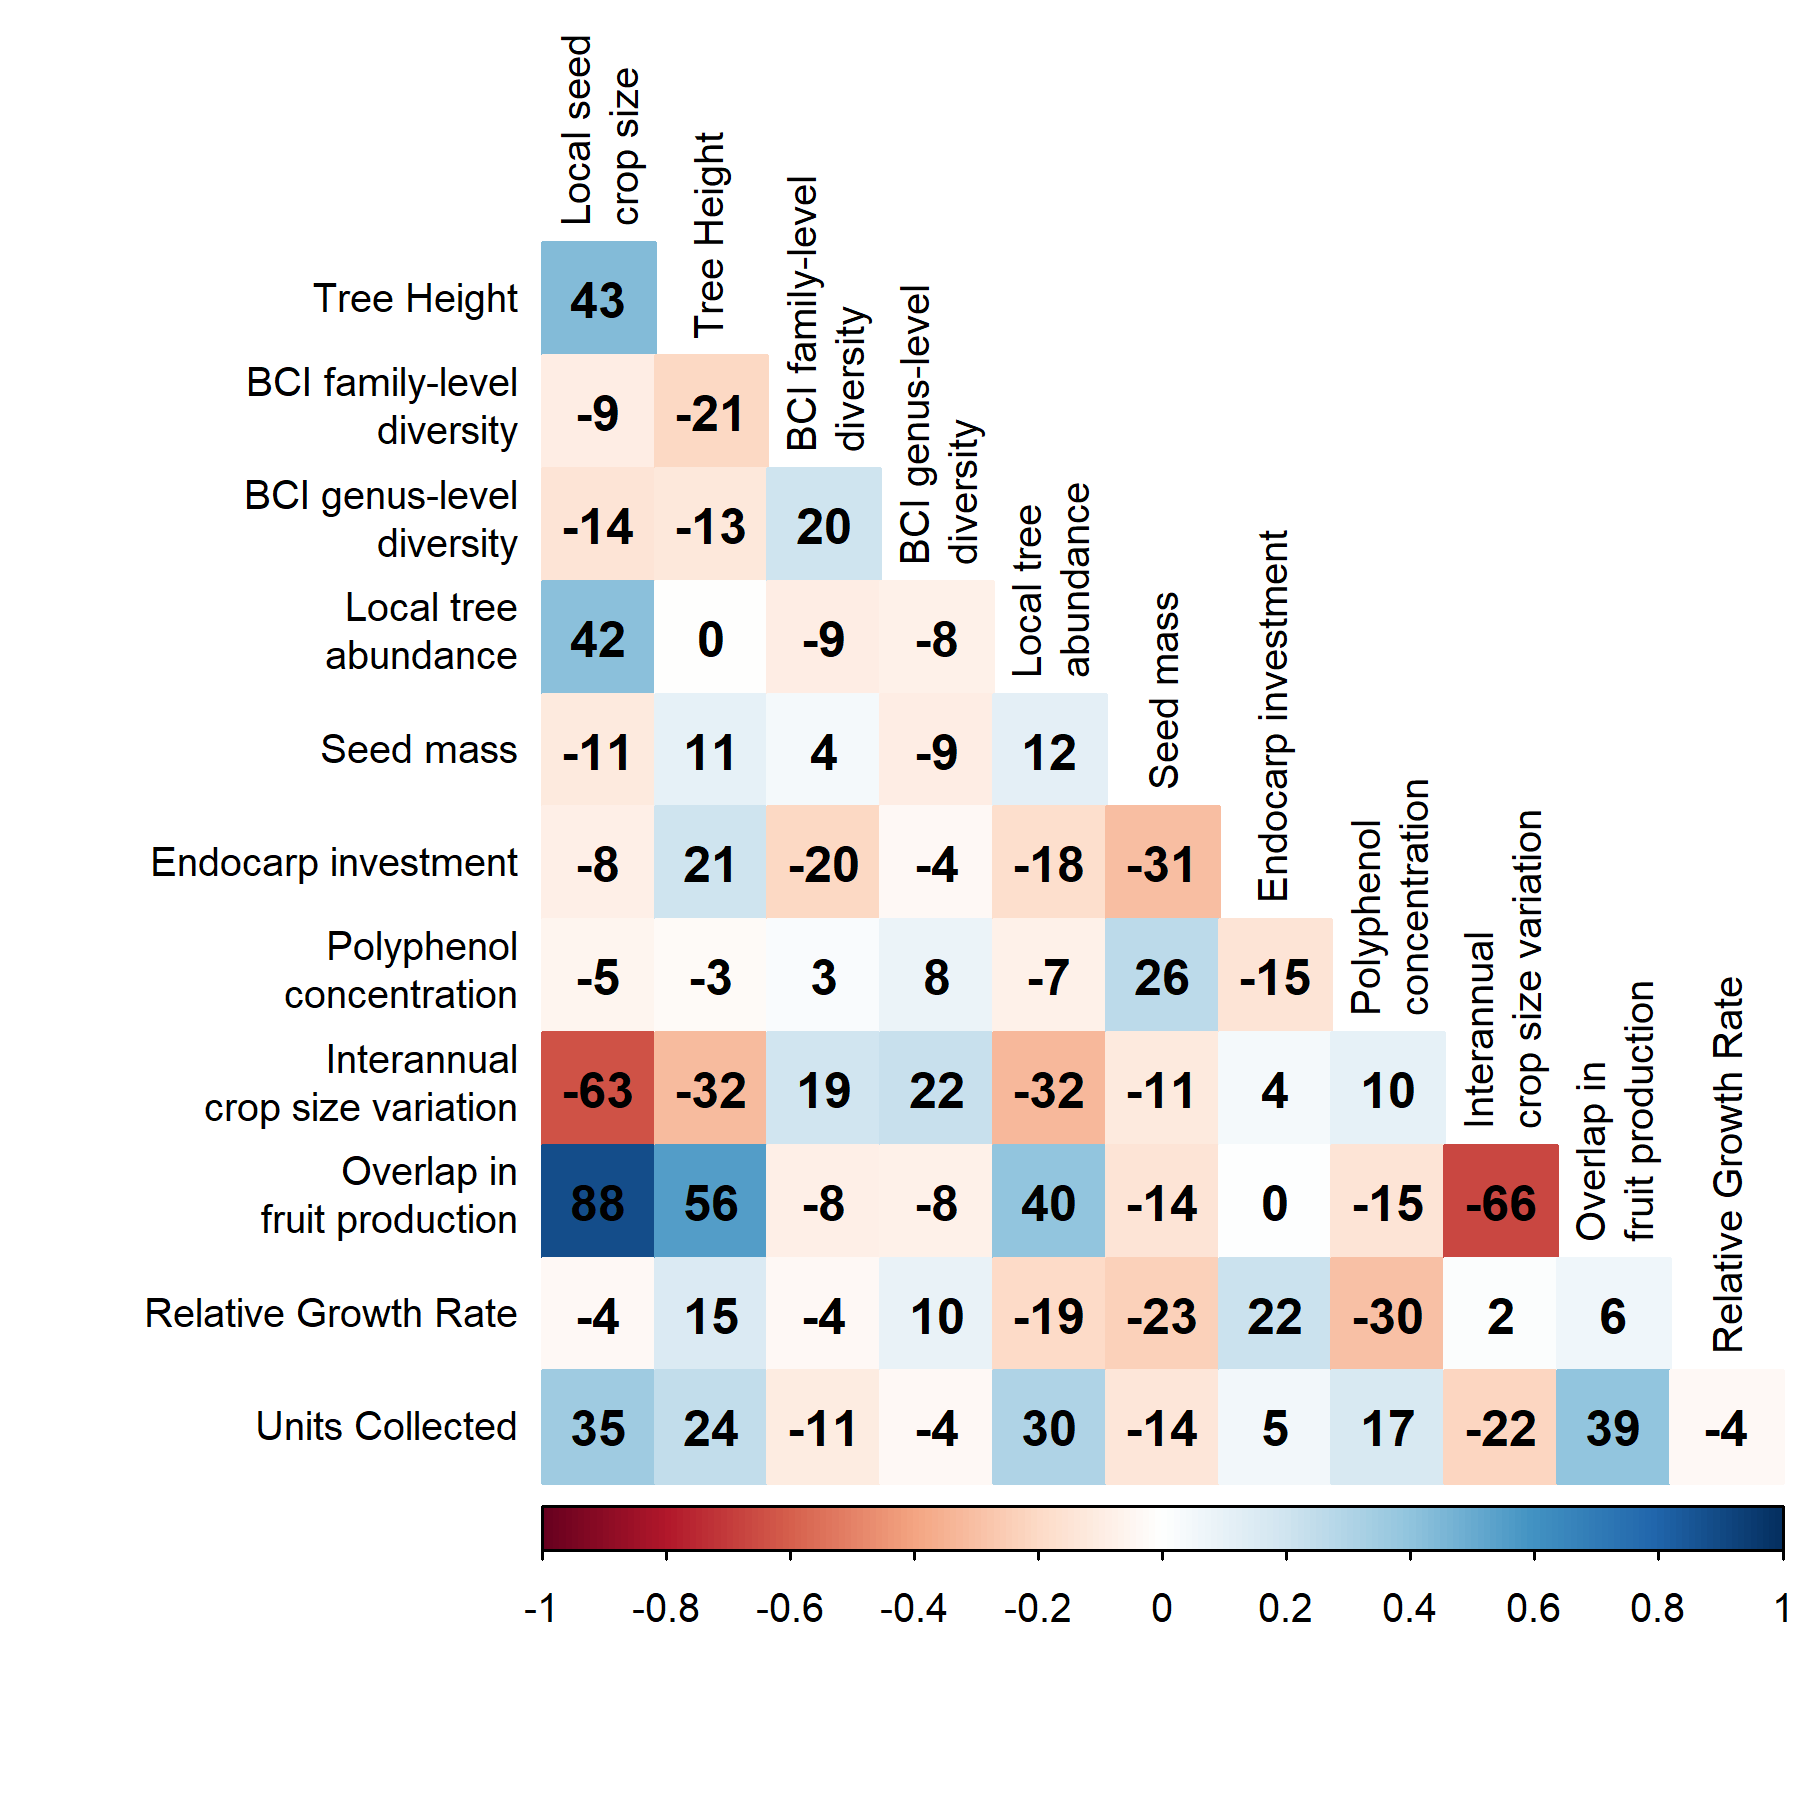 Local seed
crop size
Tree Height
BCI family-level
diversity
BCI genus-level
diversity
Local tree
abundance
Seed mass
Endocarp investment
Polyphenol
concentration
Interannual
crop size variation
Overlap in
fruit production
Relative Growth Rate
Tree Height
43
BCI family-level
diversity
-9 -21
BCI genus-level
diversity
-14 -13 20
Local tree
abundance
42 0 -9 -8
Seed mass
-11 11 4 -9 12
Endocarp investment
-8 21 -20 -4 -18 -31
Polyphenol
concentration
-5 -3 3 8 -7 26 -15
Interannual
crop size variation
-63 -32 19 22 -32 -11 4 10
Overlap in
fruit production
88 56 -8 -8 40 -14 0 -15 -66
Relative Growth Rate
-4 15 -4 10 -19 -23 22 -30 2 6
Units Collected
35 24 -11 -4 30 -14 5 17 -22 39 -4
-1 -0.8 -0.6 -0.4 -0.2 0 0.2 0.4 0.6 0.8 1